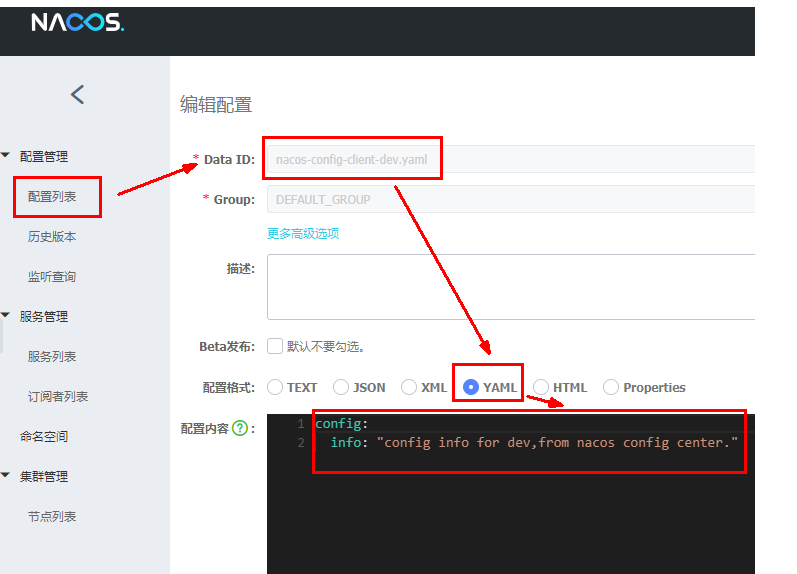 NACOS.
编辑配置
配置管理
配置列表
历史版本
监听查询
服务管理
服务列表
订阅者列表
命名空间
集群管理
节点列表
* Data ID: nacos-config-client-dev.yaml
* Group: DEFAULT_GROUP
更多高级选项
描述:
Beta发布: 默认不要勾选。
配置格式: TEXT JSON XML YAML HTML Properties
配置内容 ? :
1 config:
2 info: "config info for dev,from nacos config center."